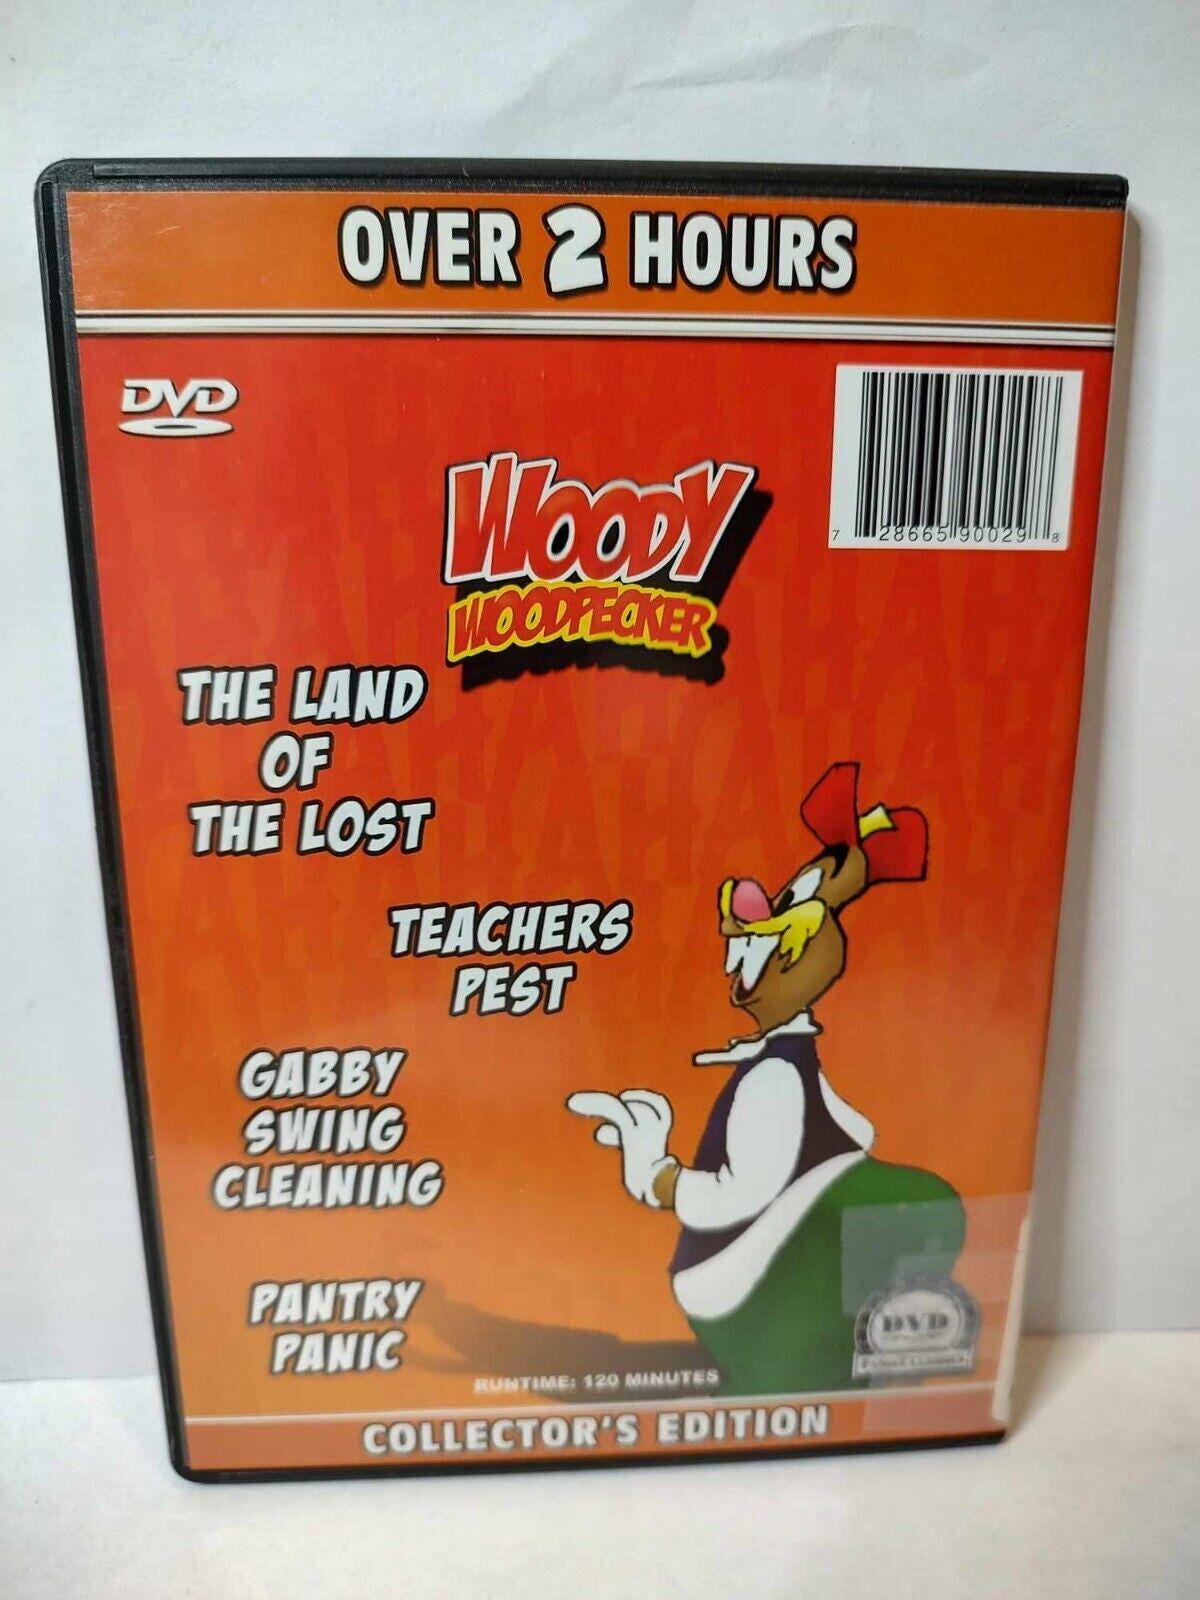 OVER 2 HOURS
DVD
7 28665 90029 8
WOODY
WOODPECKER
THE LAND
OF
THE LOST
TEACHERS
PEST
GABBY
SWING
CLEANING
PANTRY
PANIC
DVD
RUNTIME: 120 MINUTES
COLLECTOR'S EDITION